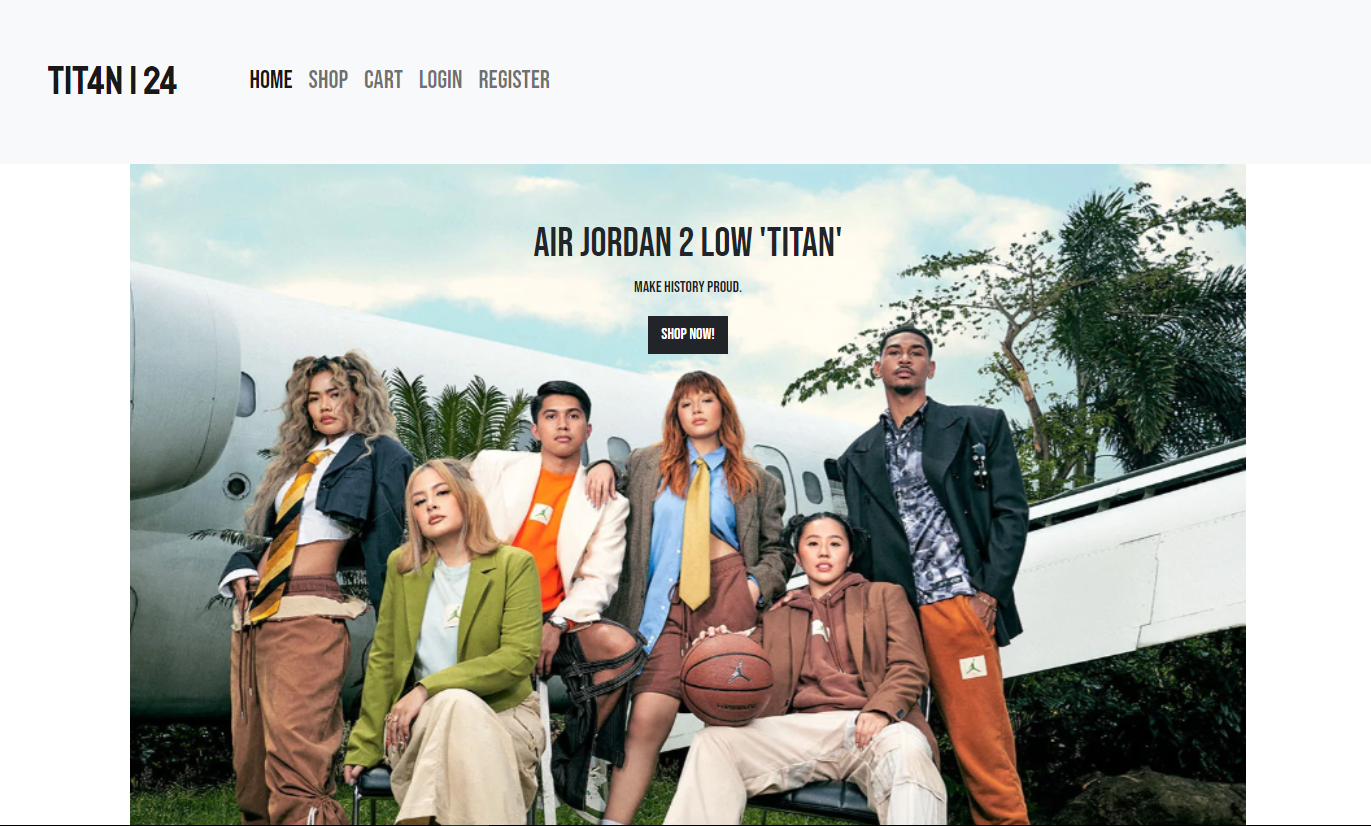 TIT4N | 24
HOME SHOP CART LOGIN REGISTER
AIR JORDAN 2 LOW 'TITAN'
MAKE HISTORY PROUD.
SHOP NOW!